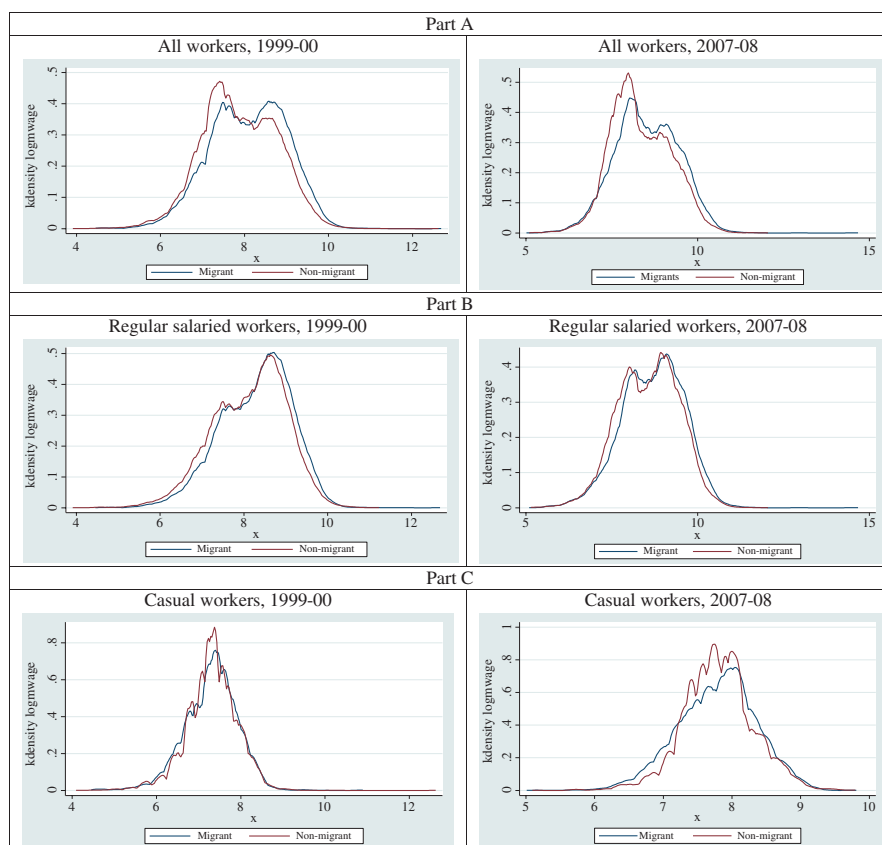 Part A
All workers, 1999-00
All workers, 2007-08
kdensity logmwage
0 .1 .2 .3 .4 .5
4 6 8 10 12
x
Migrant Non-migrant
kdensity logmwage
0 .1 .2 .3 .4 .5
5 10 15
x
Migrants Non-migrant
Part B
Regular salaried workers, 1999-00
Regular salaried workers, 2007-08
kdensity logmwage
0 .1 .2 .3 .4 .5
4 6 8 10 12
x
Migrant Non-migrant
kdensity logmwage
0 .1 .2 .3 .4
5 10 15
x
Migrant Non-migrant
Part C
Casual workers, 1999-00
Casual workers, 2007-08
kdensity logmwage
0 .2 .4 .6 .8
4 6 8 10 12
x
Migrant Non-migrant
kdensity logmwage
0 .2 .4 .6 .8 1
5 6 7 8 9 10
x
Migrant Non-migrant